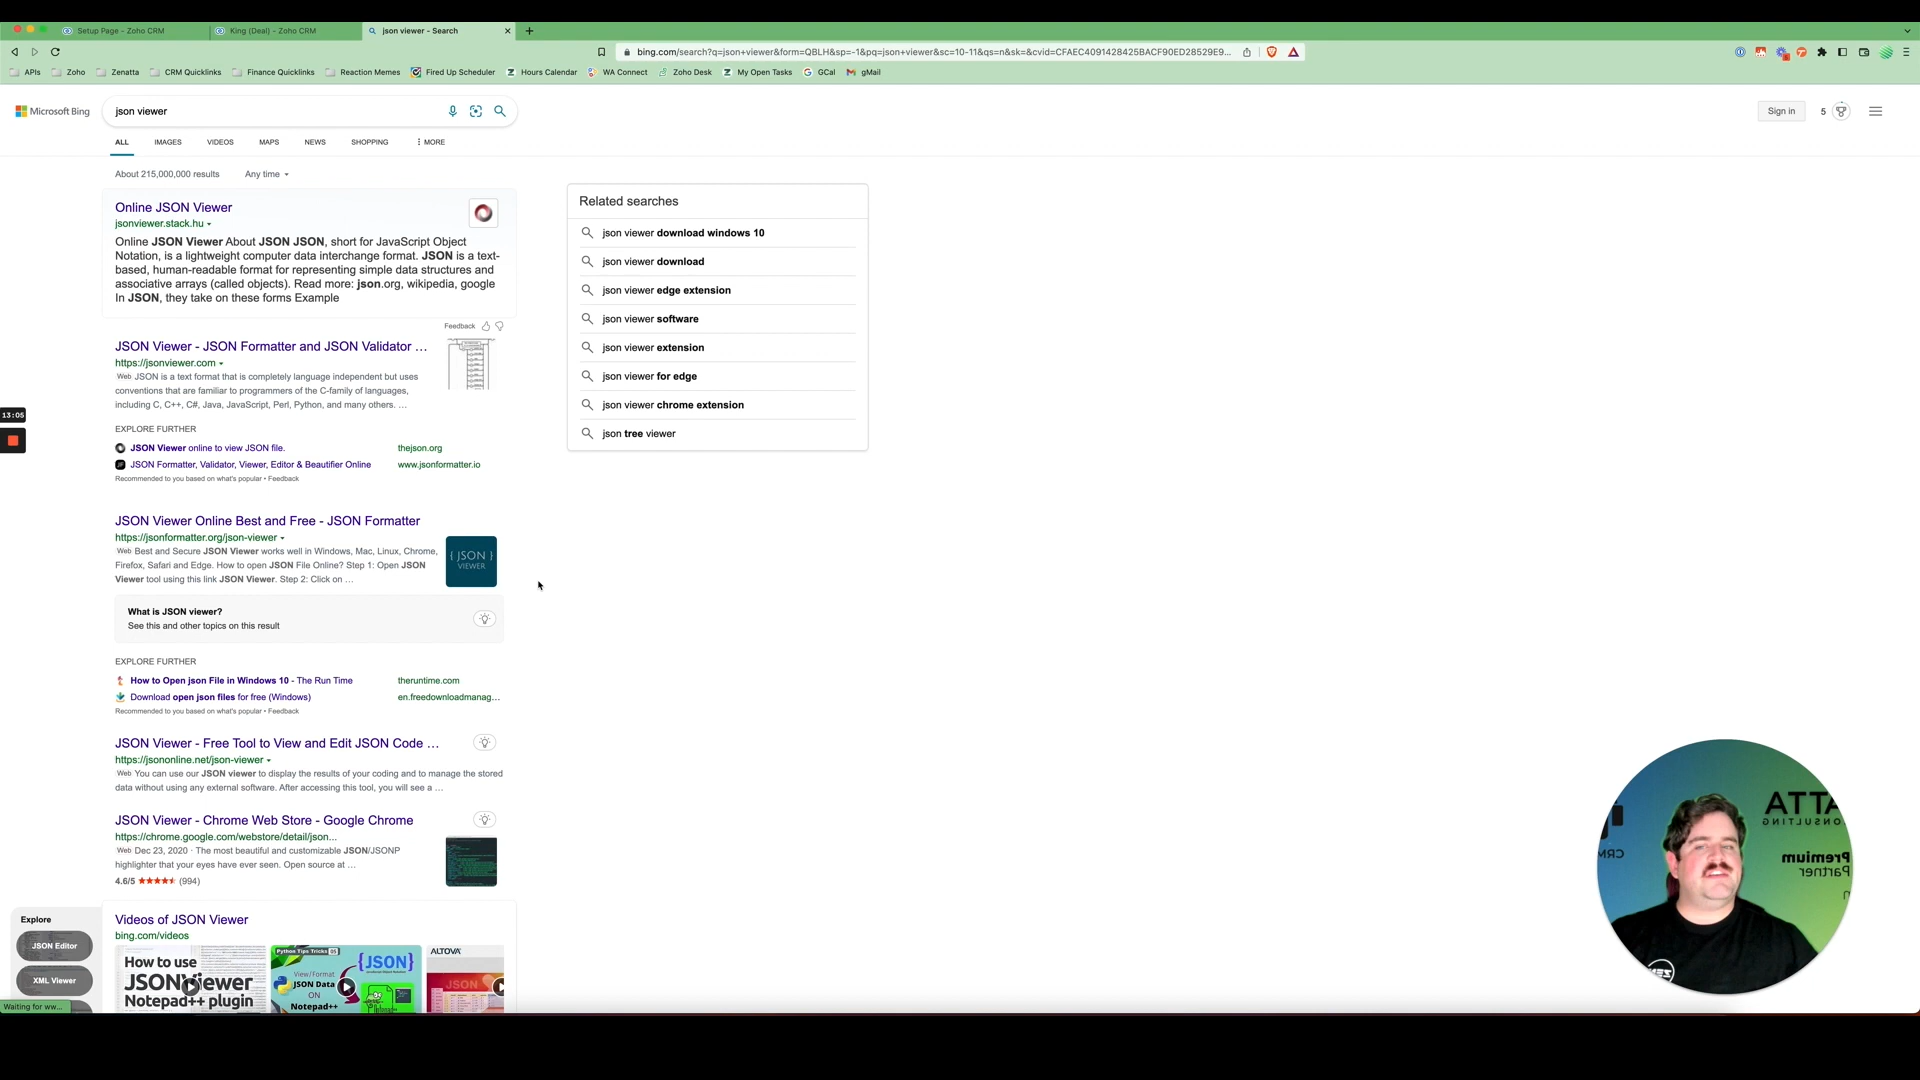 Setup Page - Zoho CRM
King (Deal) - Zoho CRM
json viewer - Search
bing.com/search?q=json+viewer&form=QBLH&sp=-1&pq=json+viewer&sc=10-11&qs=n&sk=&cvid=CFAEC4091428425BACF90ED28529E9...
APIs
Zoho
Zenatta
CRM Quicklinks
Finance Quicklinks
Reaction Memes
Fired Up Scheduler
Hours Calendar
WA Connect
Zoho Desk
My Open Tasks
GCal
gMail
Microsoft Bing
json viewer
Sign in
5
ALL
IMAGES
VIDEOS
MAPS
NEWS
SHOPPING
MORE
About 215,000,000 results
Any time
Online JSON Viewer
jsonviewer.stack.hu
Online JSON Viewer About JSON JSON, short for JavaScript Object
Notation, is a lightweight computer data interchange format. JSON is a text-
based, human-readable format for representing simple data structures and
associative arrays (called objects). Read more: json.org, wikipedia, google
In JSON, they take on these forms Example
Feedback
JSON Viewer - JSON Formatter and JSON Validator ...
https://jsonviewer.com
Web JSON is a text format that is completely language independent but uses
conventions that are familiar to programmers of the C-family of languages,
including C, C++, C#, Java, JavaScript, Perl, Python, and many others. ...
EXPLORE FURTHER
JSON Viewer online to view JSON file.
thejson.org
JSON Formatter, Validator, Viewer, Editor & Beautifier Online
www.jsonformatter.io
Recommended to you based on what's popular • Feedback
JSON Viewer Online Best and Free - JSON Formatter
https://jsonformatter.org/json-viewer
Web Best and Secure JSON Viewer works well in Windows, Mac, Linux, Chrome,
Firefox, Safari and Edge. How to open JSON File Online? Step 1: Open JSON
Viewer tool using this link JSON Viewer. Step 2: Click on ...
{ JSON }
VIEWER
What is JSON viewer?
See this and other topics on this result
EXPLORE FURTHER
How to Open json File in Windows 10 - The Run Time
theruntime.com
Download open json files for free (Windows)
en.freedownloadmanag...
Recommended to you based on what's popular • Feedback
JSON Viewer - Free Tool to View and Edit JSON Code ...
https://jsononline.net/json-viewer
Web You can use our JSON viewer to display the results of your coding and to manage the stored
data without using any external software. After accessing this tool, you will see a ...
JSON Viewer - Chrome Web Store - Google Chrome
https://chrome.google.com/webstore/detail/json...
Web Dec 23, 2020 · The most beautiful and customizable JSON/JSONP
highlighter that your eyes have ever seen. Open source at ...
4.6/5
(994)
Videos of JSON Viewer
bing.com/videos
How to use
JSONViewer
Notepad++ plugin
Python Tips Tricks
{JSON}
View/Format
JSON Data
ON
Notepad++
ALTOVA
JSON
Related searches
json viewer download windows 10
json viewer download
json viewer edge extension
json viewer software
json viewer extension
json viewer for edge
json viewer chrome extension
json tree viewer
13:05
Explore
JSON Editor
XML Viewer
Waiting for ww...
ATTA
CONSULTING
CRM
Premium
Partner
ZEN